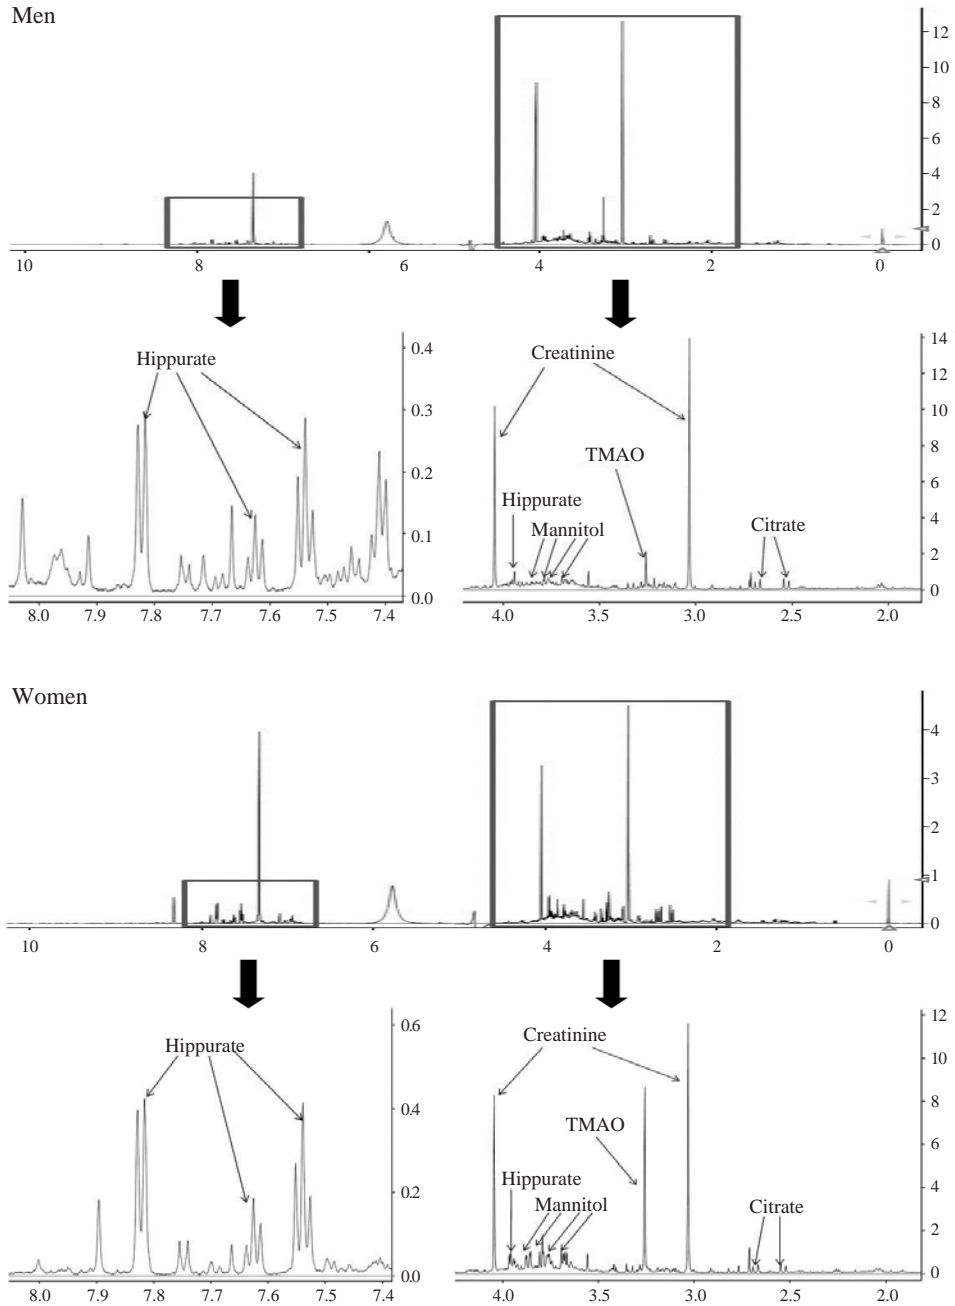 Men
12
10
8
6
4
2
0
10 8 6 4 2 0
Hippurate
0.4
0.3
0.2
0.1
0.0
8.0 7.9 7.8 7.7 7.6 7.5 7.4
Creatinine
TMAO
Hippurate
Mannitol
Citrate
14
12
10
8
6
4
2
0
4.0 3.5 3.0 2.5 2.0
Women
4
3
2
1
0
10 8 6 4 2 0
Hippurate
0.6
0.4
0.2
0.0
8.0 7.9 7.8 7.7 7.6 7.5 7.4
Creatinine
TMAO
Hippurate
Mannitol
Citrate
12
10
8
6
4
2
0
4.0 3.5 3.0 2.5 2.0